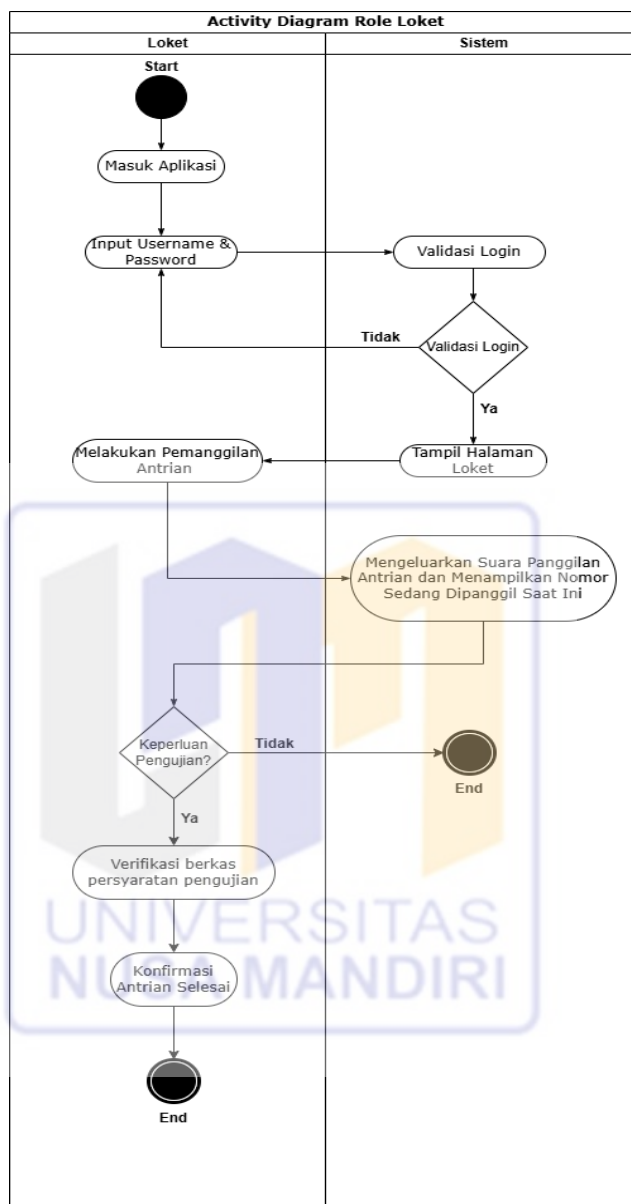 Activity Diagram Role Loket
Loket
Sistem
Start
Masuk Aplikasi
Input Username &
Password
Validasi Login
Tidak
Validasi Login
Ya
Melakukan Pemanggilan
Antrian
Tampil Halaman
Loket
Mengeluarkan Suara Panggilan
Antrian dan Menampilkan Nomor
Sedang Dipanggil Saat Ini
Keperluan
Pengujian?
Tidak
End
Ya
Verifikasi berkas
persyaratan pengujian
UNIVERSITAS
NUSA MANDIRI
Konfirmasi
Antrian Selesai
End